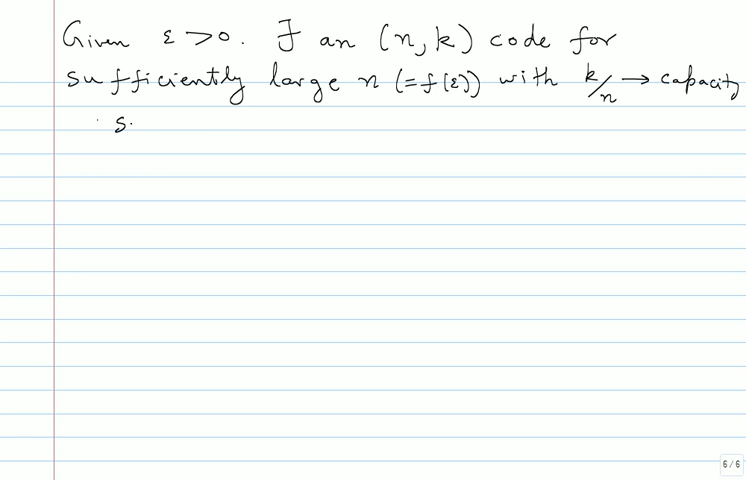 Given ε > 0. ∃ an (n, k) code for
sufficiently large n (= f(ε)) with k/n → capacity
s.
6 / 6